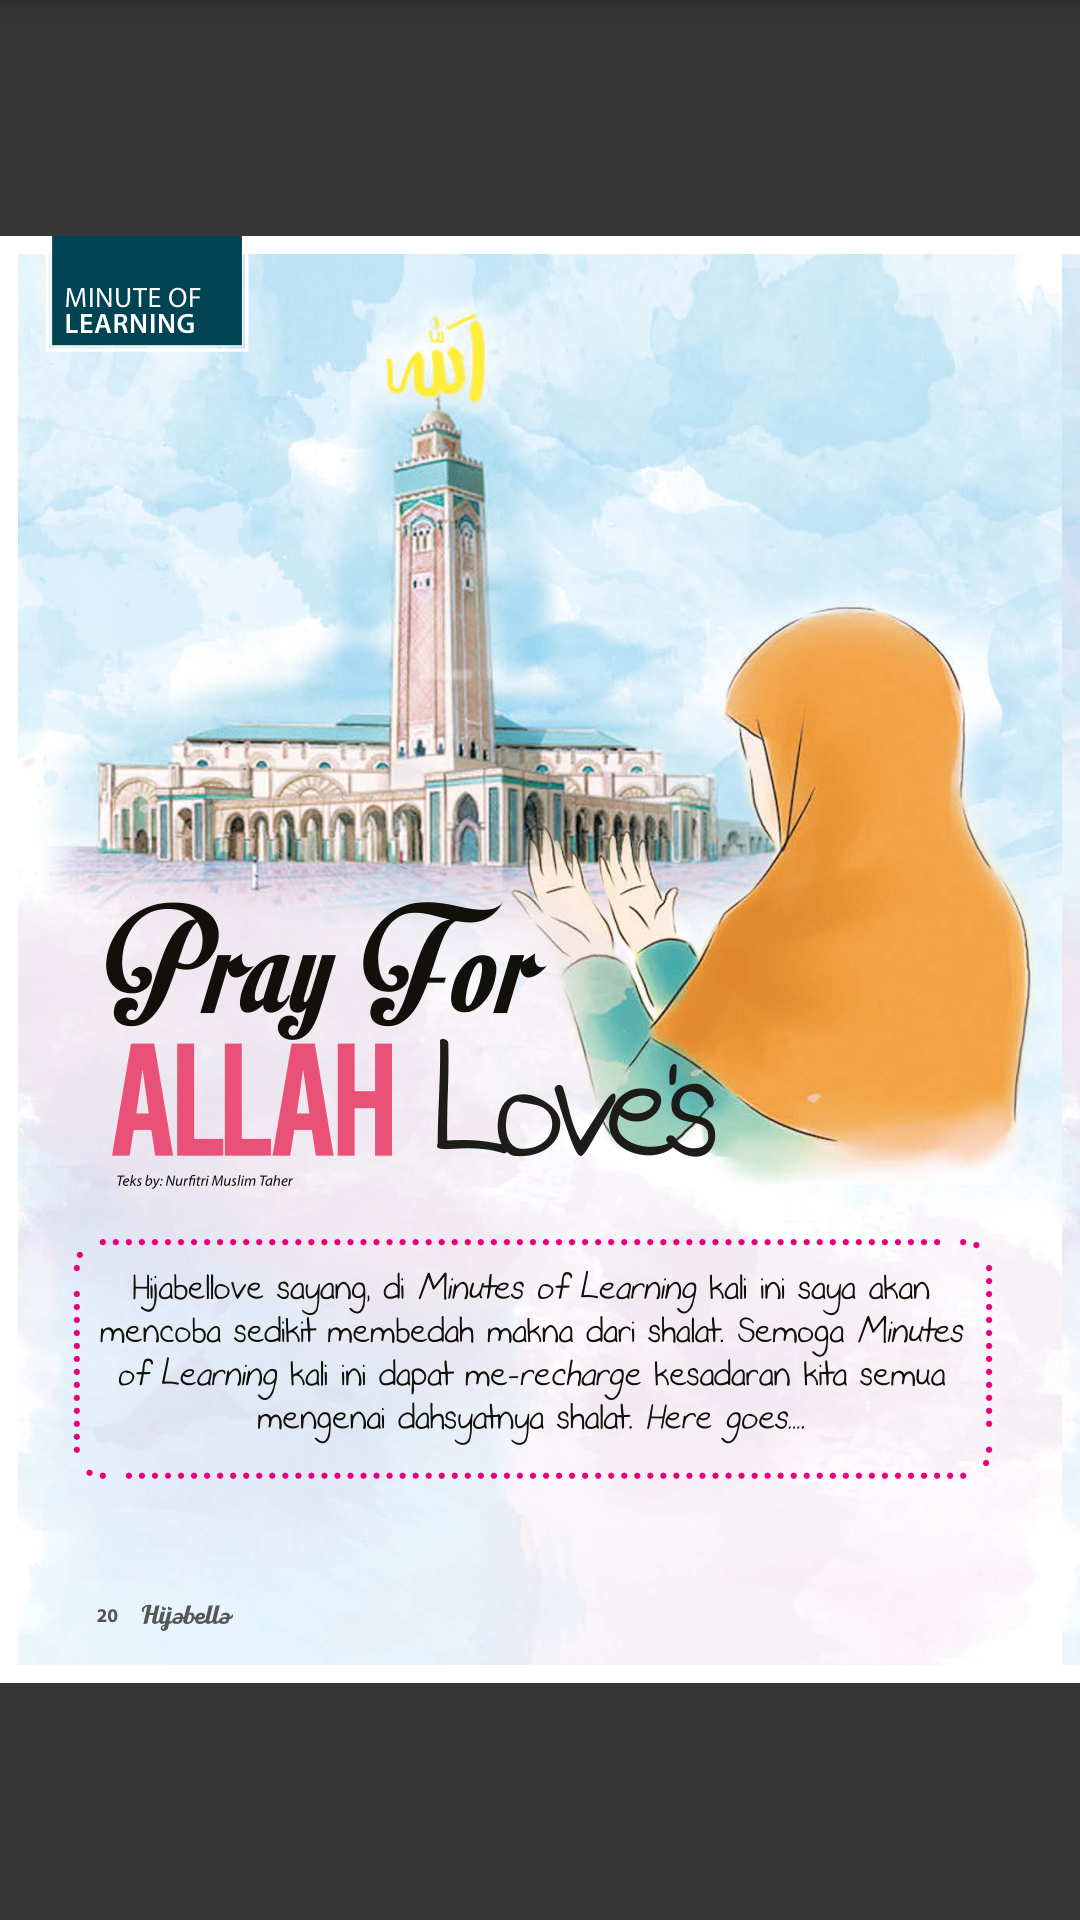 MINUTE OF
LEARNING
الله
Pray For
ALLAH Love's
Teks by: Nurfitri Muslim Taher
Hijabellove sayang, di Minutes of Learning kali ini saya akan
mencoba sedikit membedah makna dari shalat. Semoga Minutes
of Learning kali ini dapat me-recharge kesadaran kita semua
mengenai dahsyatnya shalat. Here goes....
20 Hijabella